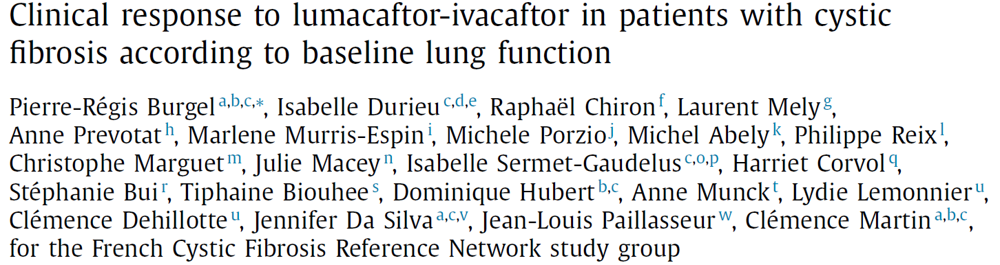 Clinical response to lumacaftor-ivacaftor in patients with cystic
fibrosis according to baseline lung function
Pierre-Régis Burgel a,b,c,*, Isabelle Durieu c,d,e, Raphaël Chiron f, Laurent Mely g,
Anne Prevotat h, Marlene Murris-Espin i, Michele Porzio j, Michel Abely k, Philippe Reix l,
Christophe Marguet m, Julie Macey n, Isabelle Sermet-Gaudelus c,o,p, Harriet Corvol q,
Stéphanie Bui r, Tiphaine Biouhee s, Dominique Hubert b,c, Anne Munck t, Lydie Lemonnier u,
Clémence Dehillotte u, Jennifer Da Silva a,c,v, Jean-Louis Paillasseur w, Clémence Martin a,b,c,
for the French Cystic Fibrosis Reference Network study group